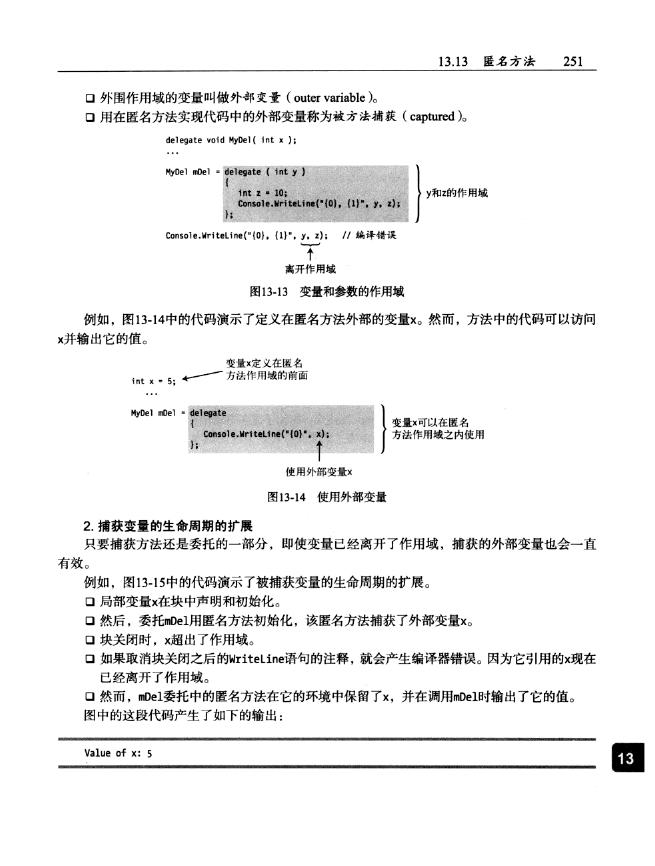 13.13 匿名方法 251
□ 外围作用域的变量叫做外部变量（outer variable）。
□ 用在匿名方法实现代码中的外部变量称为被方法捕获（captured）。
delegate void MyDel( int x );
...
MyDel mDel = delegate ( int y )
{
int z = 10;
Console.WriteLine("{0}, {1}", y, z);
};
y和z的作用域
Console.WriteLine("{0}, {1}", y, z); // 编译错误
离开作用域
图13-13 变量和参数的作用域
例如，图13-14中的代码演示了定义在匿名方法外部的变量x。然而，方法中的代码可以访问
x并输出它的值。
变量x定义在匿名
方法作用域的前面
int x = 5;
...
MyDel mDel = delegate
{
Console.WriteLine("{0}", x);
};
变量x可以在匿名
方法作用域之内使用
使用外部变量x
图13-14 使用外部变量
2. 捕获变量的生命周期的扩展
只要捕获方法还是委托的一部分，即使变量已经离开了作用域，捕获的外部变量也会一直
有效。
例如，图13-15中的代码演示了被捕获变量的生命周期的扩展。
□ 局部变量x在块中声明和初始化。
□ 然后，委托mDel用匿名方法初始化，该匿名方法捕获了外部变量x。
□ 块关闭时，x超出了作用域。
□ 如果取消块关闭之后的WriteLine语句的注释，就会产生编译器错误。因为它引用的x现在
已经离开了作用域。
□ 然而，mDel委托中的匿名方法在它的环境中保留了x，并在调用mDel时输出了它的值。
图中的这段代码产生了如下的输出：
Value of x: 5
13